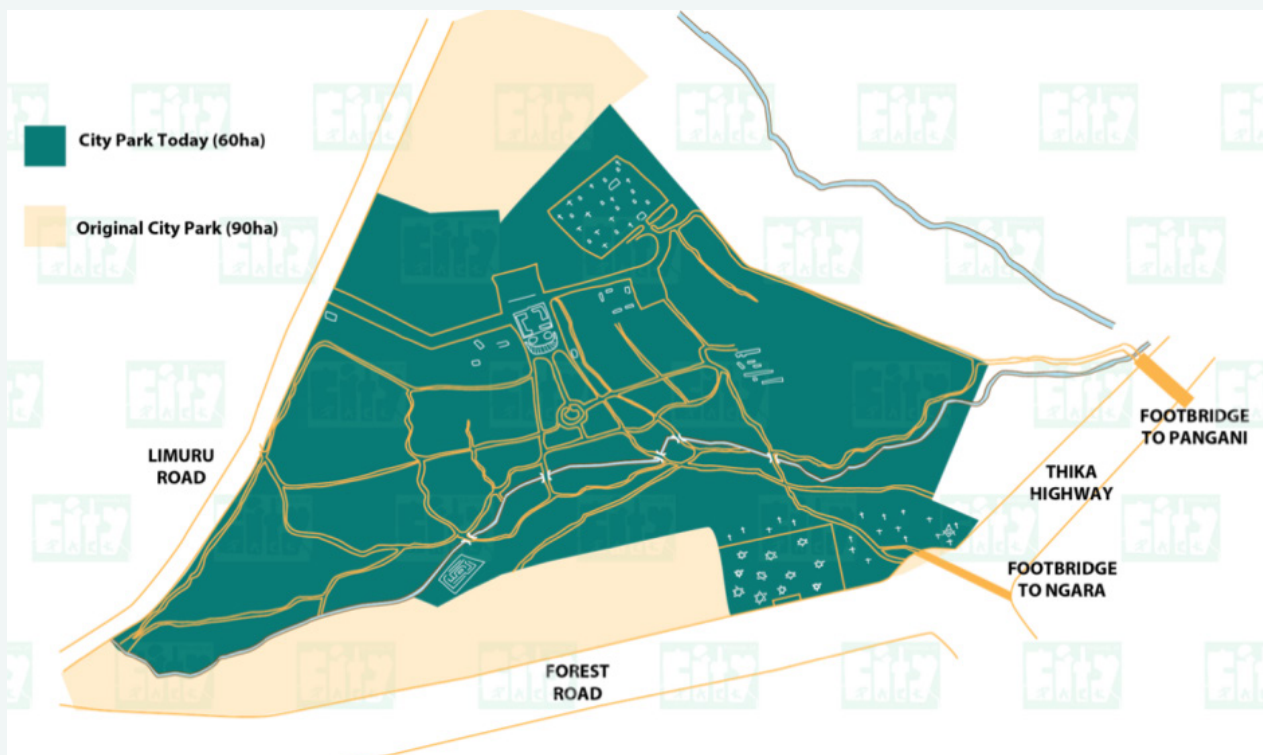 City Park Today (60ha)
Original City Park (90ha)
LIMURU
ROAD
FOOTBRIDGE
TO PANGANI
THIKA
HIGHWAY
FOOTBRIDGE
TO NGARA
FOREST
ROAD